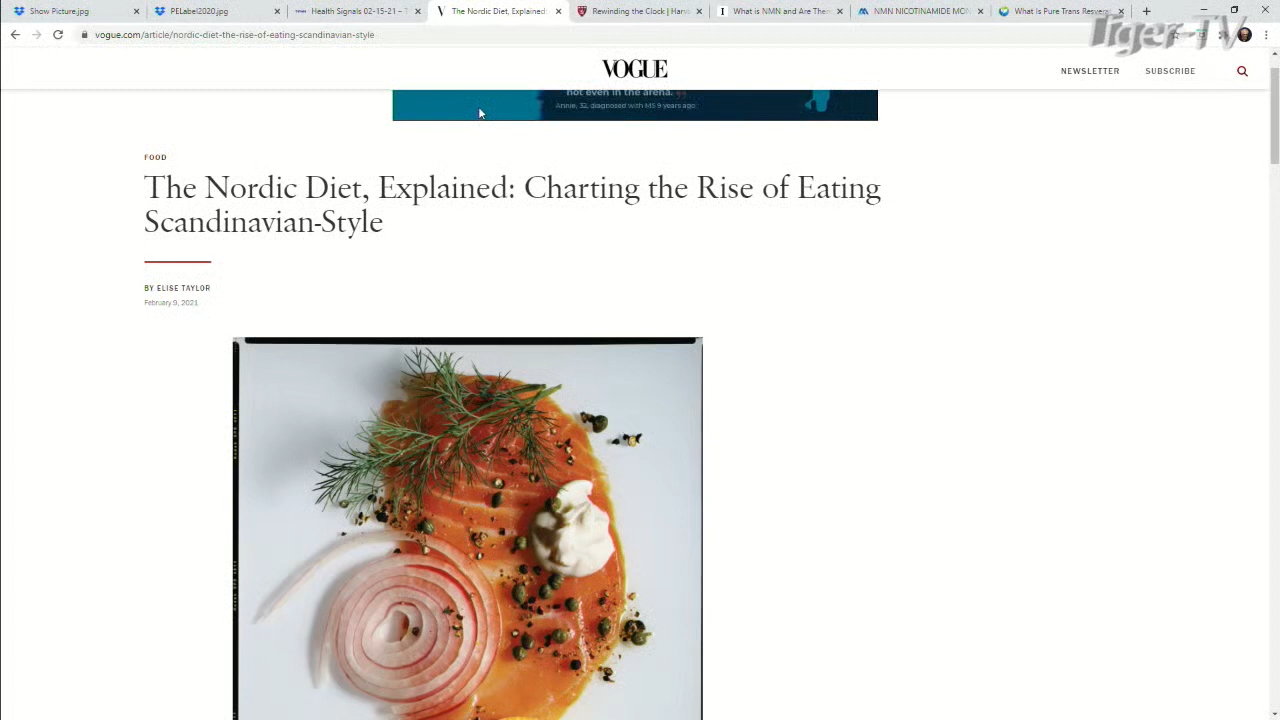 Show Picture.jpg
PELabel2020.jpg
Health Signals 02-15-21 - T
The Nordic Diet, Explained:
Rewinding the Clock | Harv
What is NMN and Are Thes
NMN NICOTINAMIDE MO
What is Pure Trans Resvera
Tiger-TV
vogue.com/article/nordic-diet-the-rise-of-eating-scandinavian-style
VOGUE
NEWSLETTER
SUBSCRIBE
not even in the arena.
Annie, 32, diagnosed with MS 9 years ago
FOOD
The Nordic Diet, Explained: Charting the Rise of Eating
Scandinavian-Style
BY ELISE TAYLOR
February 9, 2021